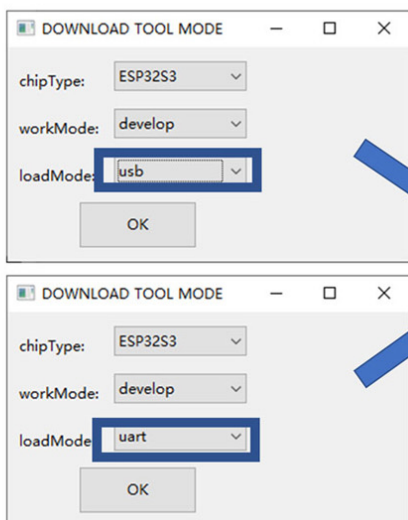 DOWNLOAD TOOL MODE
chipType: ESP32S3
workMode: develop
loadMode: usb
OK
DOWNLOAD TOOL MODE
chipType: ESP32S3
workMode: develop
loadMode uart
OK